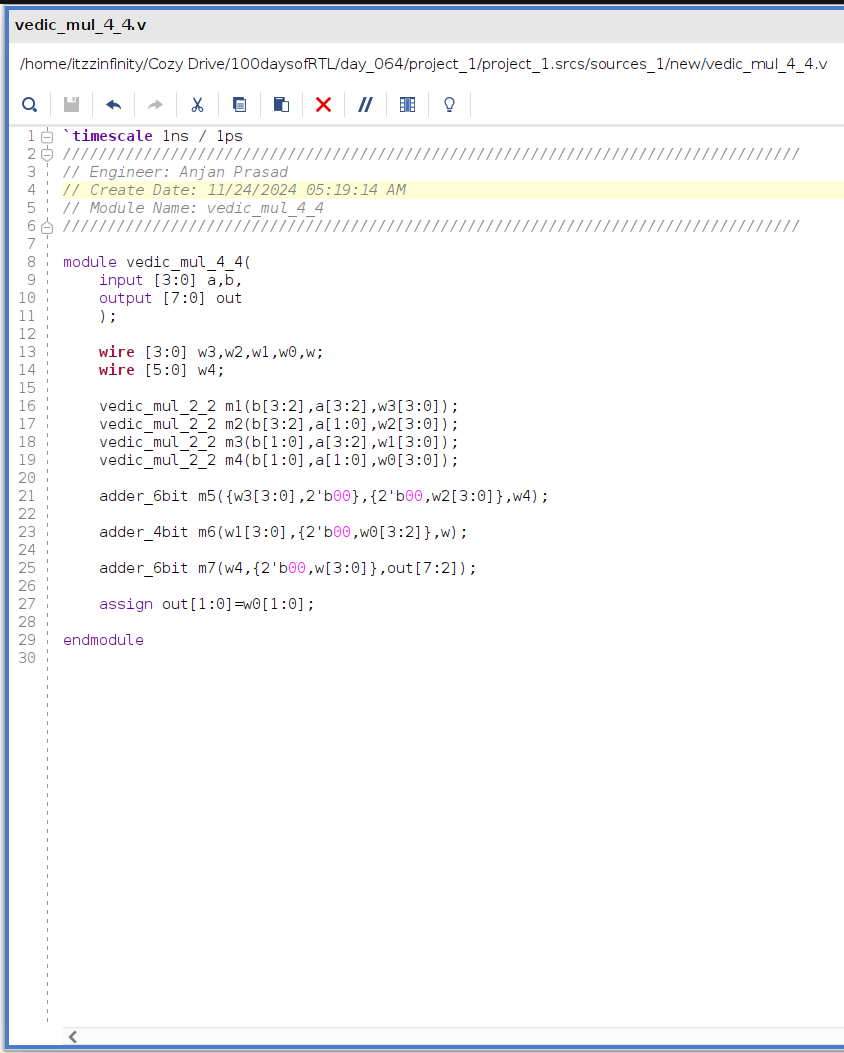 vedic_mul_4_4.v
/home/itzzinfinity/Cozy Drive/100daysofRTL/day_064/project_1/project_1.srcs/sources_1/new/vedic_mul_4_4.v
1 `timescale 1ns / 1ps
2 //////////////////////////////////////////////////////////////////////////////////
3 // Engineer: Anjan Prasad
4 // Create Date: 11/24/2024 05:19:14 AM
5 // Module Name: vedic_mul_4_4
6 //////////////////////////////////////////////////////////////////////////////////
7
8 module vedic_mul_4_4(
9     input [3:0] a,b,
10     output [7:0] out
11     );
12
13     wire [3:0] w3,w2,w1,w0,w;
14     wire [5:0] w4;
15
16     vedic_mul_2_2 m1(b[3:2],a[3:2],w3[3:0]);
17     vedic_mul_2_2 m2(b[3:2],a[1:0],w2[3:0]);
18     vedic_mul_2_2 m3(b[1:0],a[3:2],w1[3:0]);
19     vedic_mul_2_2 m4(b[1:0],a[1:0],w0[3:0]);
20
21     adder_6bit m5({w3[3:0],2'b00},{2'b00,w2[3:0]},w4);
22
23     adder_4bit m6(w1[3:0],{2'b00,w0[3:2]},w);
24
25     adder_6bit m7(w4,{2'b00,w[3:0]},out[7:2]);
26
27     assign out[1:0]=w0[1:0];
28
29 endmodule
30